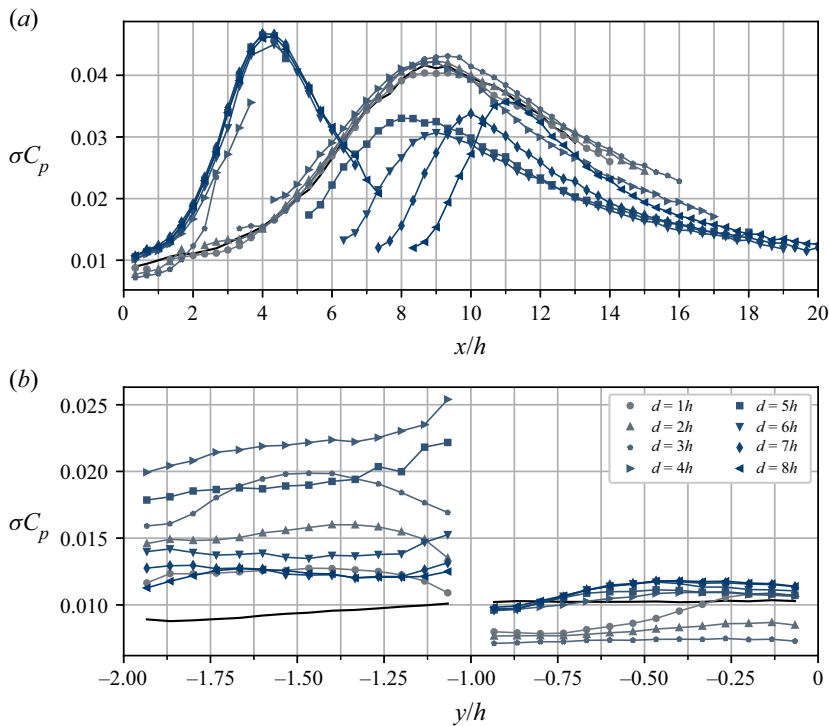 (a)
0.04
0.03
σCp
0.02
0.01
0 2 4 6 8 10 12 14 16 18 20
x/h
(b)
0.025
d = 1h d = 5h
d = 2h d = 6h
d = 3h d = 7h
d = 4h d = 8h
0.020
σCp
0.015
0.010
–2.00 –1.75 –1.50 –1.25 –1.00 –0.75 –0.50 –0.25 0
y/h